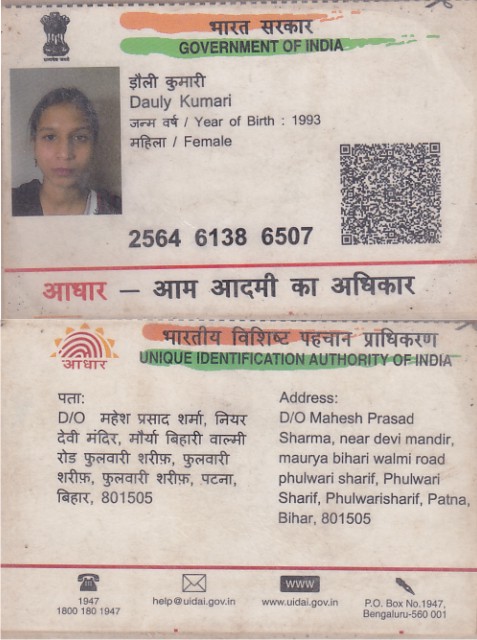 भारत सरकार
GOVERNMENT OF INDIA
डौली कुमारी
Dauly Kumari
जन्म वर्ष / Year of Birth : 1993
महिला / Female
2564 6138 6507
आधार – आम आदमी का अधिकार
भारतीय विशिष्ट पहचान प्राधिकरण
UNIQUE IDENTIFICATION AUTHORITY OF INDIA
आधार
पता:
D/O महेश प्रसाद शर्मा, नियर
देवी मंदिर, मौर्या बिहारी वाल्मी
रोड फुलवारी शरीफ़, फुलवारी
शरीफ़, फुलवारी शरीफ़, पटना,
बिहार, 801505
Address:
D/O Mahesh Prasad
Sharma, near devi mandir,
maurya bihari walmi road
phulwari sharif, Phulwari
Sharif, Phulwarisharif, Patna,
Bihar, 801505
1947
1800 180 1947
help@uidai.gov.in
WWW
www.uidai.gov.in
P.O. Box No.1947,
Bengaluru-560 001